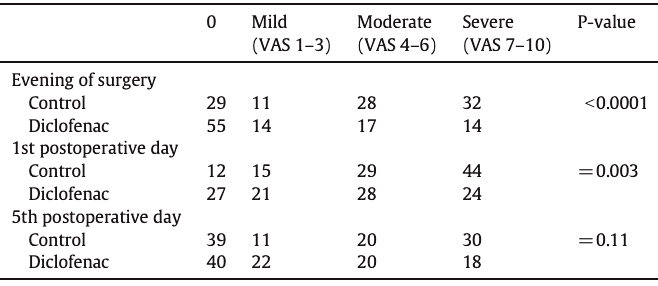 0 Mild Moderate Severe P-value
(VAS 1–3) (VAS 4–6) (VAS 7–10)
Evening of surgery
Control 29 11 28 32 <0.0001
Diclofenac 55 14 17 14
1st postoperative day
Control 12 15 29 44 =0.003
Diclofenac 27 21 28 24
5th postoperative day
Control 39 11 20 30 =0.11
Diclofenac 40 22 20 18